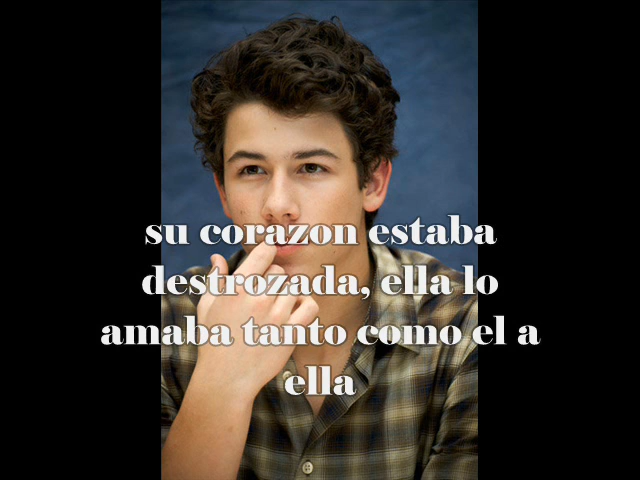 su corazon estaba
destrozada, ella lo
amaba tanto como el a
ella